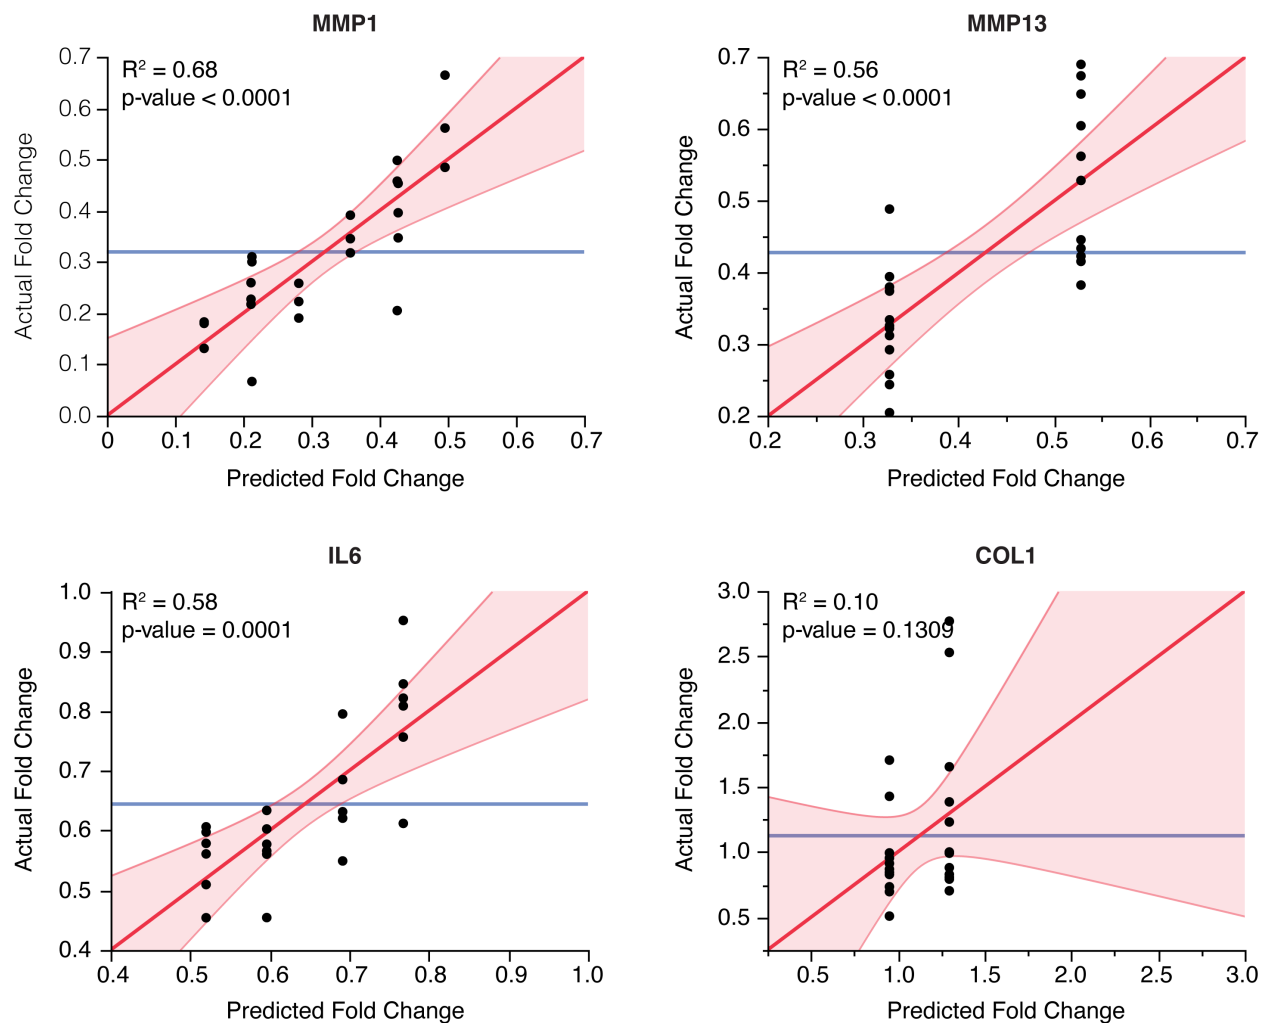 MMP1
R² = 0.68
p-value < 0.0001
Actual Fold Change
0.7
0.6
0.5
0.4
0.3
0.2
0.1
0.0
0 0.1 0.2 0.3 0.4 0.5 0.6 0.7
Predicted Fold Change
MMP13
R² = 0.56
p-value < 0.0001
Actual Fold Change
0.7
0.6
0.5
0.4
0.3
0.2
0.2 0.3 0.4 0.5 0.6 0.7
Predicted Fold Change
IL6
R² = 0.58
p-value = 0.0001
Actual Fold Change
1.0
0.9
0.8
0.7
0.6
0.5
0.4
0.4 0.5 0.6 0.7 0.8 0.9 1.0
Predicted Fold Change
COL1
R² = 0.10
p-value = 0.1309
Actual Fold Change
3.0
2.5
2.0
1.5
1.0
0.5
0.5 1.0 1.5 2.0 2.5 3.0
Predicted Fold Change